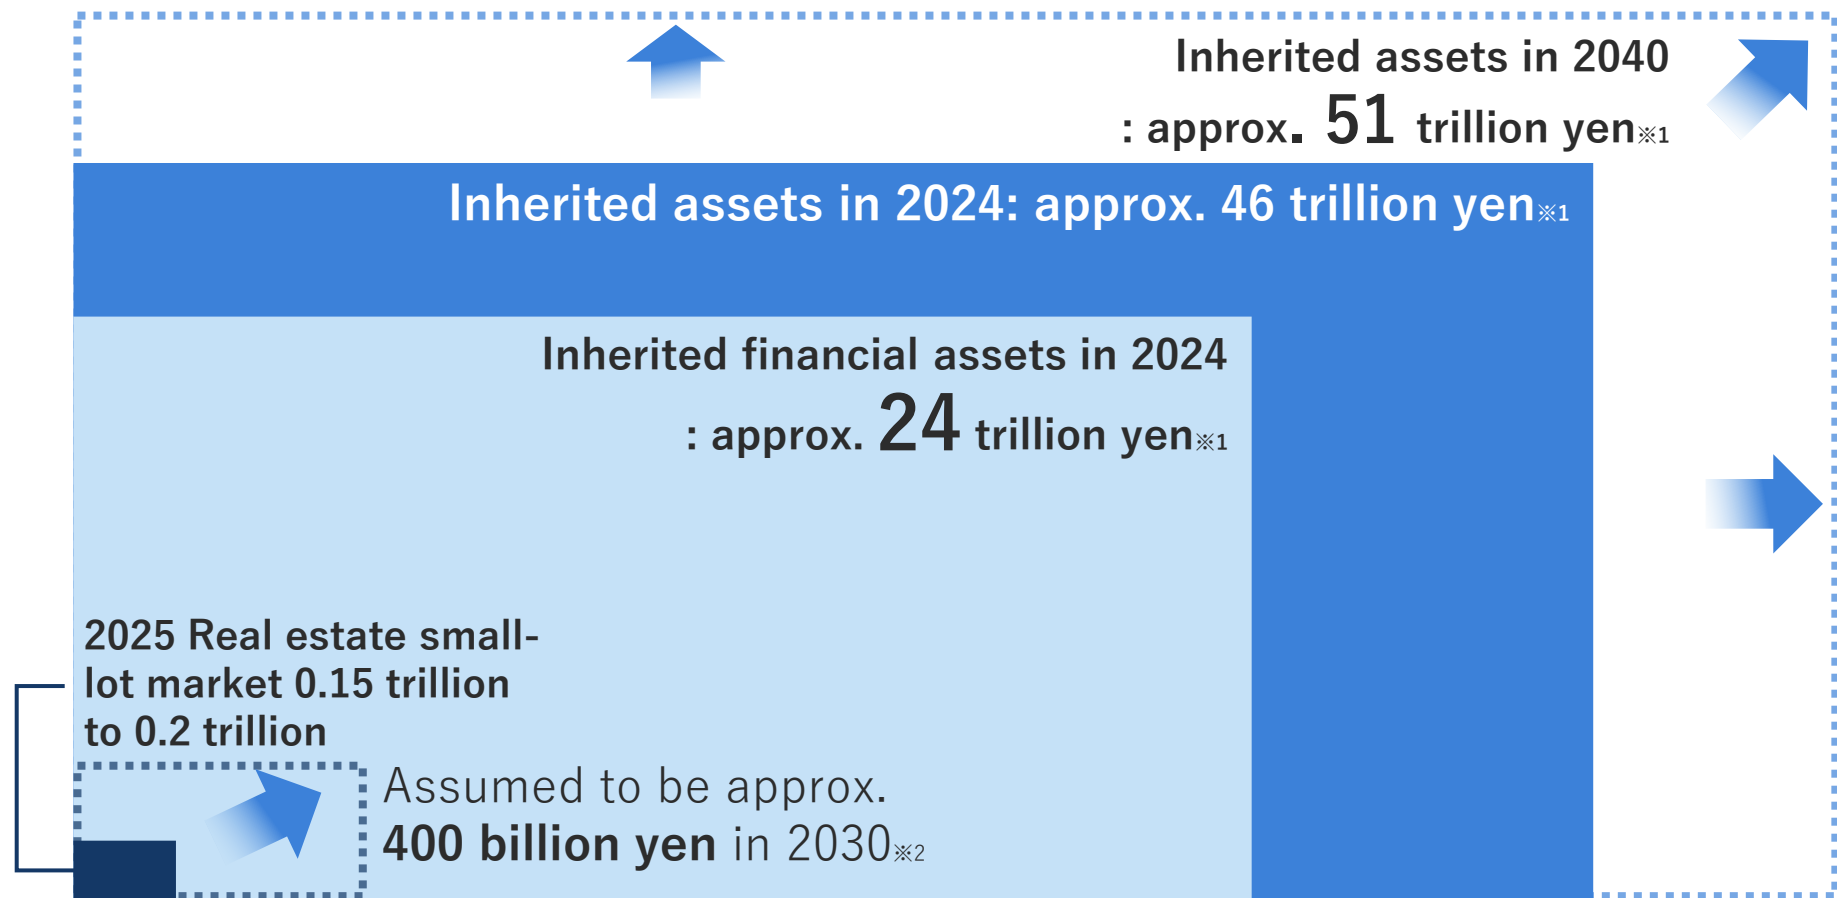 Inherited assets in 2040
: approx. 51 trillion yen※1
Inherited assets in 2024: approx. 46 trillion yen※1
Inherited financial assets in 2024
: approx. 24 trillion yen※1
2025 Real estate small-
lot market 0.15 trillion
to 0.2 trillion
Assumed to be approx.
400 billion yen in 2030※2